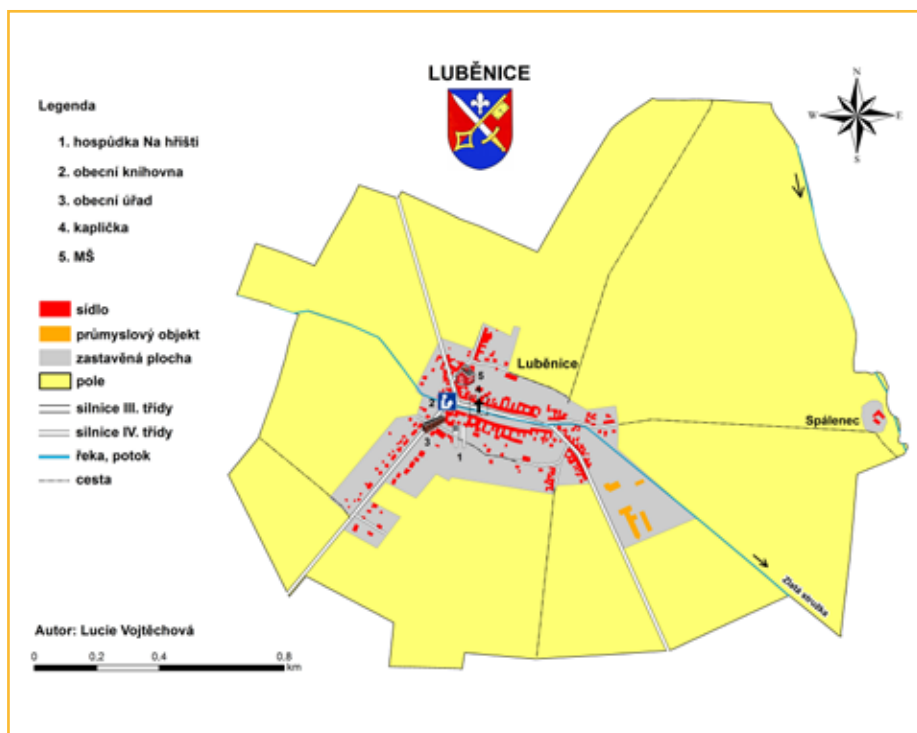 LUBĚNICE
N
W
E
S
Legenda
1. hospůdka Na hřišti
2. obecní knihovna
3. obecní úřad
4. kaplička
5. MŠ
sídlo
průmyslový objekt
zastavěná plocha
pole
silnice III. třídy
silnice IV. třídy
řeka, potok
cesta
Luběnice
5
4
2
3
1
Spálenec
Zlatá stružka
Autor: Lucie Vojtěchová
0 0,2 0,4 0,8
km